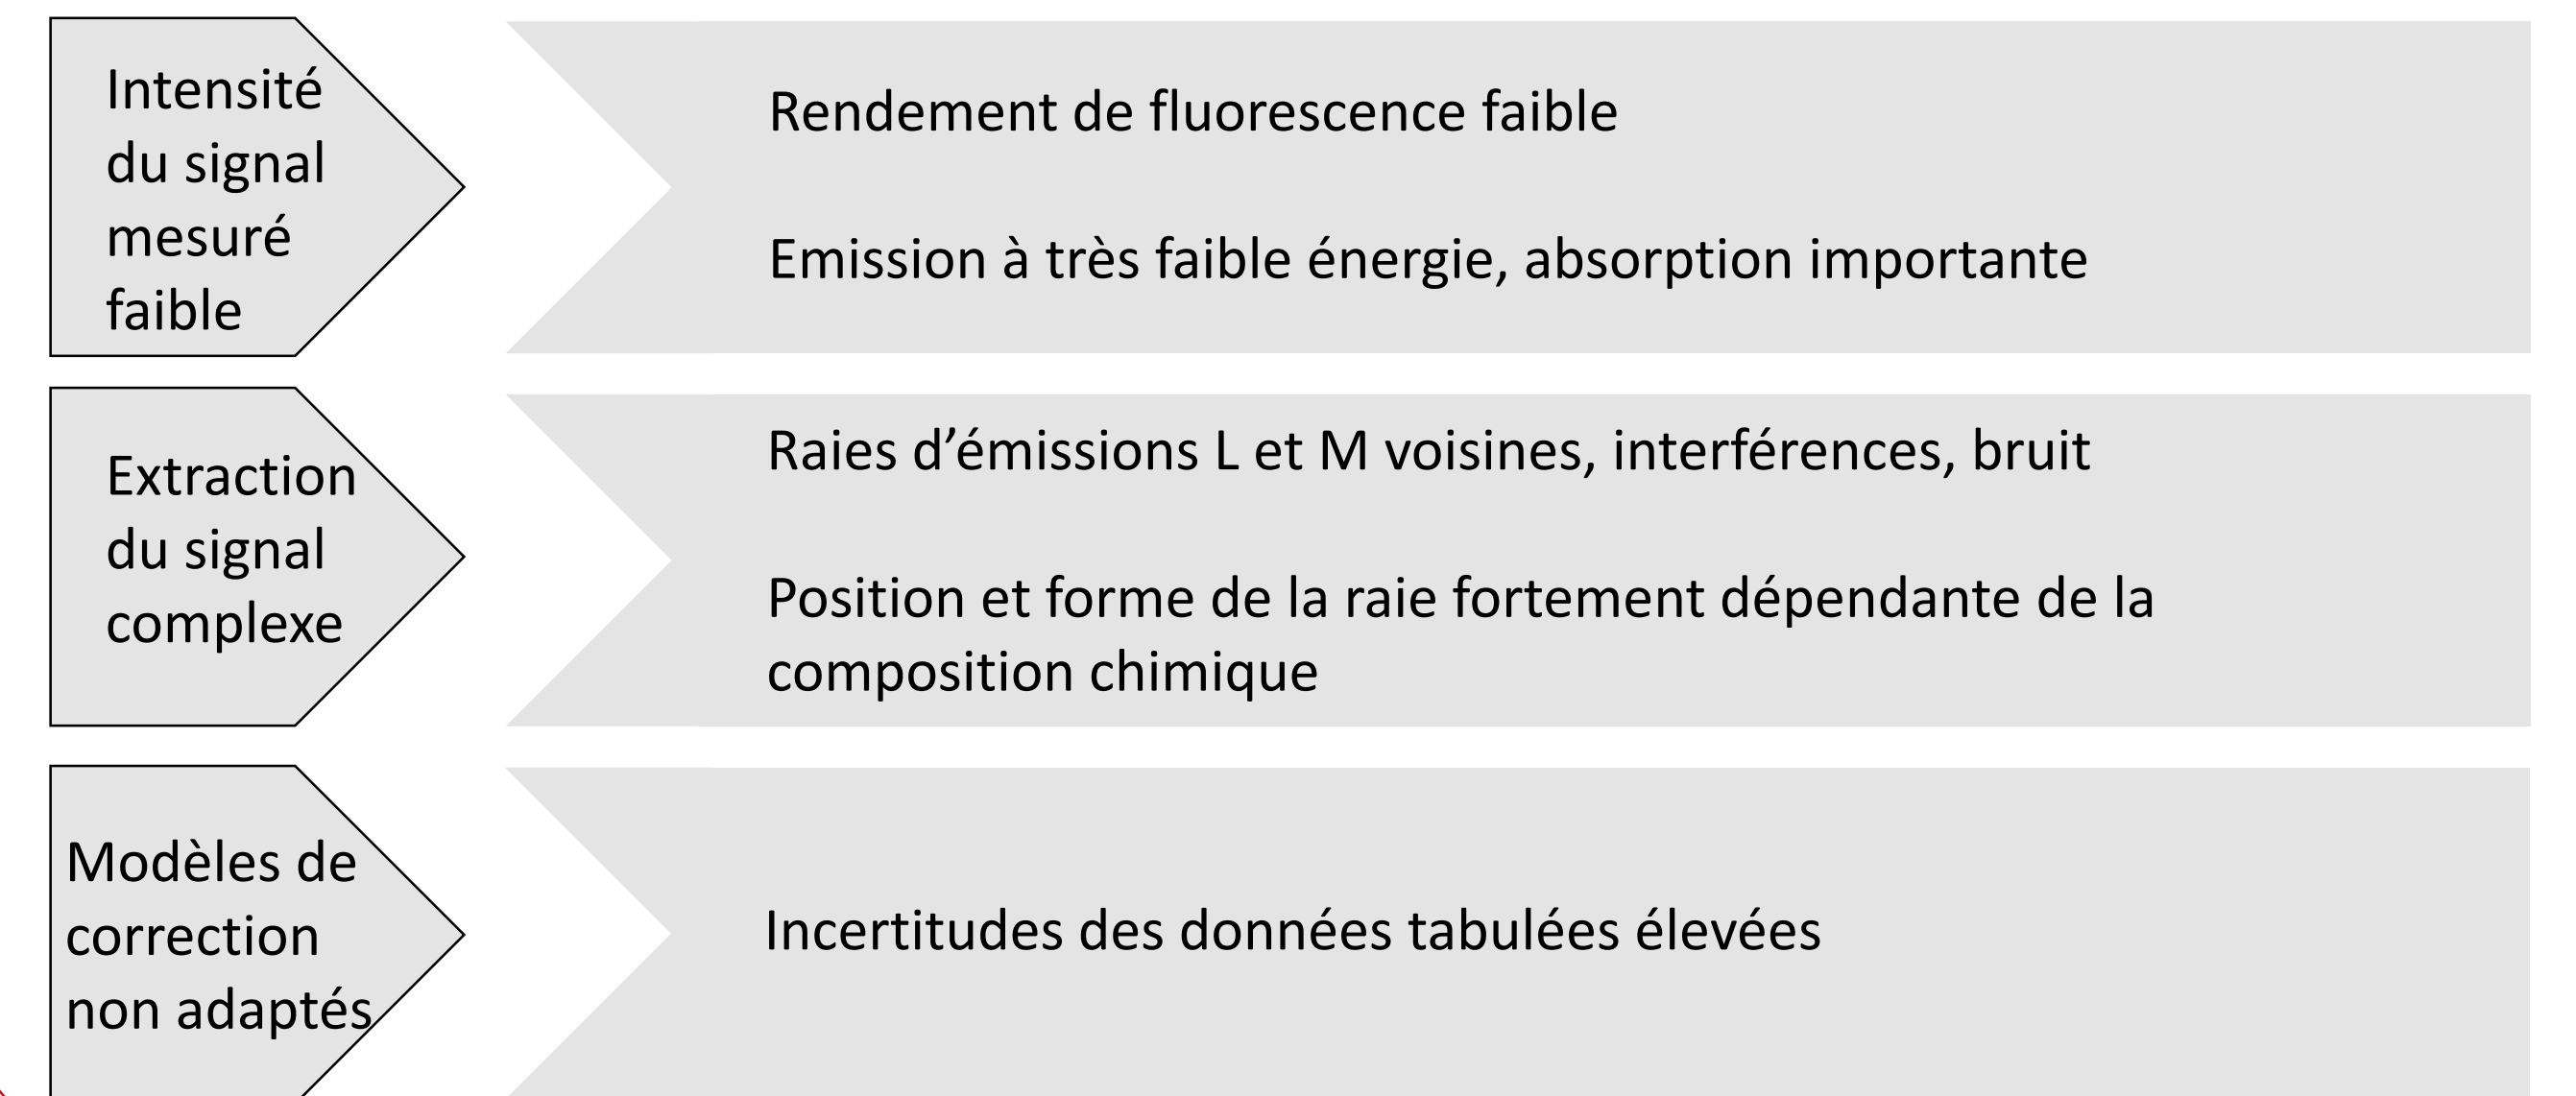 Intensité
du signal
mesuré
faible
Rendement de fluorescence faible
Emission à très faible énergie, absorption importante
Extraction
du signal
complexe
Raies d’émissions L et M voisines, interférences, bruit
Position et forme de la raie fortement dépendante de la
composition chimique
Modèles de
correction
non adaptés
Incertitudes des données tabulées élevées